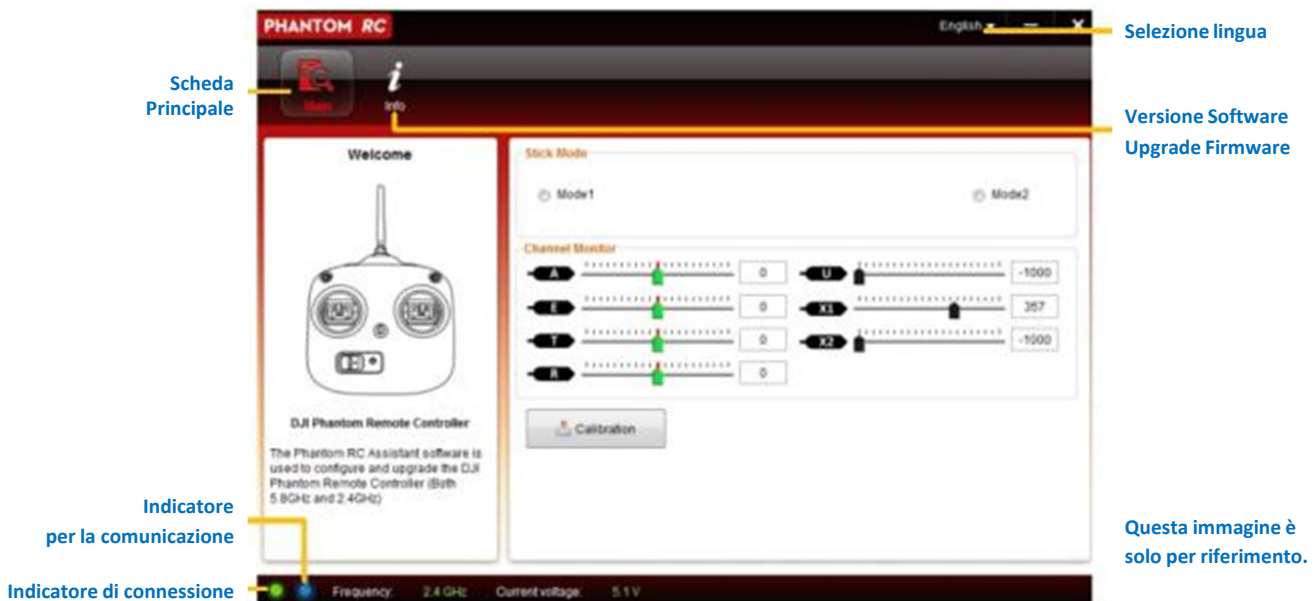 PHANTOM RC
English
Selezione lingua
Scheda
Principale
Main
Info
Versione Software
Upgrade Firmware
Welcome
DJI Phantom Remote Controller
The Phantom RC Assistant software is
used to configure and upgrade the DJI
Phantom Remote Controller (Both
5.8GHz and 2.4GHz)
Stick Mode
Mode1
Mode2
Channel Monitor
A 0
U -1000
E 0
X1 357
T 0
X2 -1000
R 0
Calibration
Indicatore
per la comunicazione
Questa immagine è
solo per riferimento.
Indicatore di connessione
Frequency: 2.4 GHz Current voltage: 5.1 V